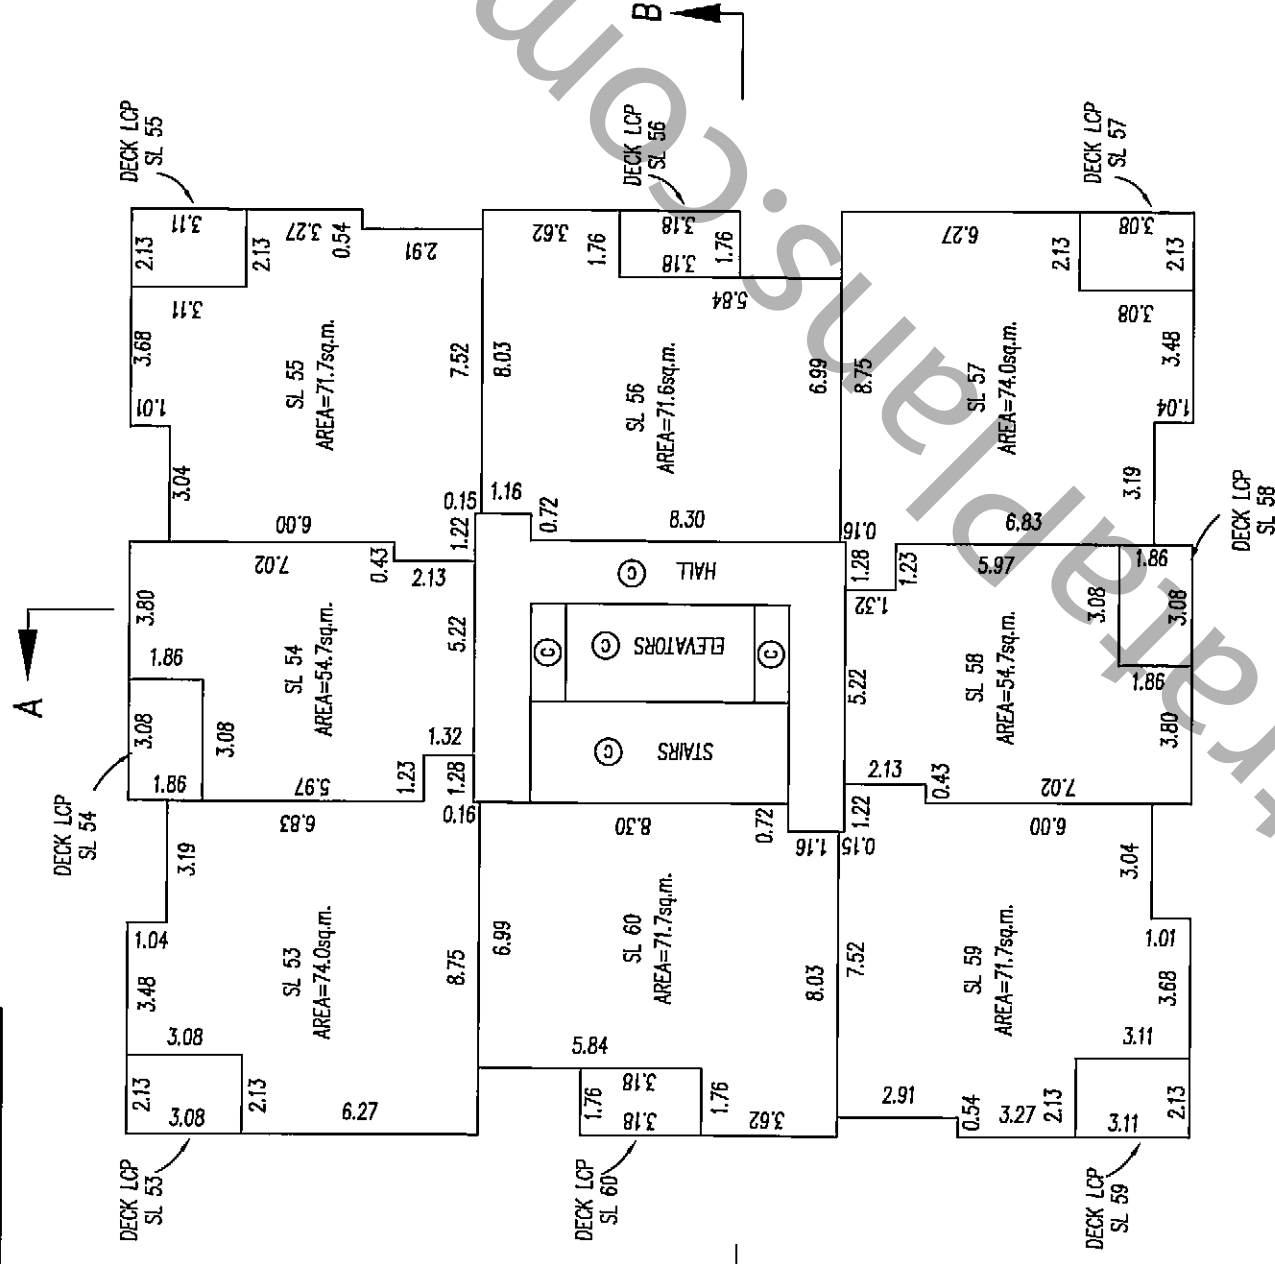 B
A
DECK LCP
SL 55
DECK LCP
SL 56
DECK LCP
SL 57
DECK LCP
SL 58
DECK LCP
SL 54
DECK LCP
SL 53
DECK LCP
SL 60
DECK LCP
SL 59
2.13
3.11
2.13
3.27
0.54
2.91
3.11
3.68
1.01
3.04
SL 55
AREA=71.7sq.m.
7.52
6.00
0.15
1.22
3.62
1.76
3.18
3.18
1.76
5.84
8.03
SL 56
AREA=71.6sq.m.
6.99
1.16
0.72
8.30
6.27
2.13
3.08
2.13
3.08
3.48
1.04
3.19
8.75
SL 57
AREA=74.0sq.m.
6.83
0.16
1.28
1.23
1.32
7.02
0.43
2.13
3.80
1.86
3.08
3.08
1.86
SL 54
AREA=54.7sq.m.
5.22
5.97
1.32
1.23
1.28
0.16
HALL
C
C
C
ELEVATORS
C
STAIRS
C
5.97
1.86
3.08
3.08
1.86
3.80
SL 58
AREA=54.7sq.m.
5.22
2.13
0.43
7.02
1.22
6.83
3.19
1.04
3.48
3.08
2.13
3.08
2.13
6.27
SL 53
AREA=74.0sq.m.
8.75
8.30
0.72
1.16
0.15
6.99
SL 60
AREA=71.7sq.m.
8.03
5.84
1.76
3.18
3.18
1.76
3.62
6.00
3.04
1.01
3.68
7.52
SL 59
AREA=71.7sq.m.
3.11
2.91
0.54
3.27
2.13
3.11
2.13
trataplans.com